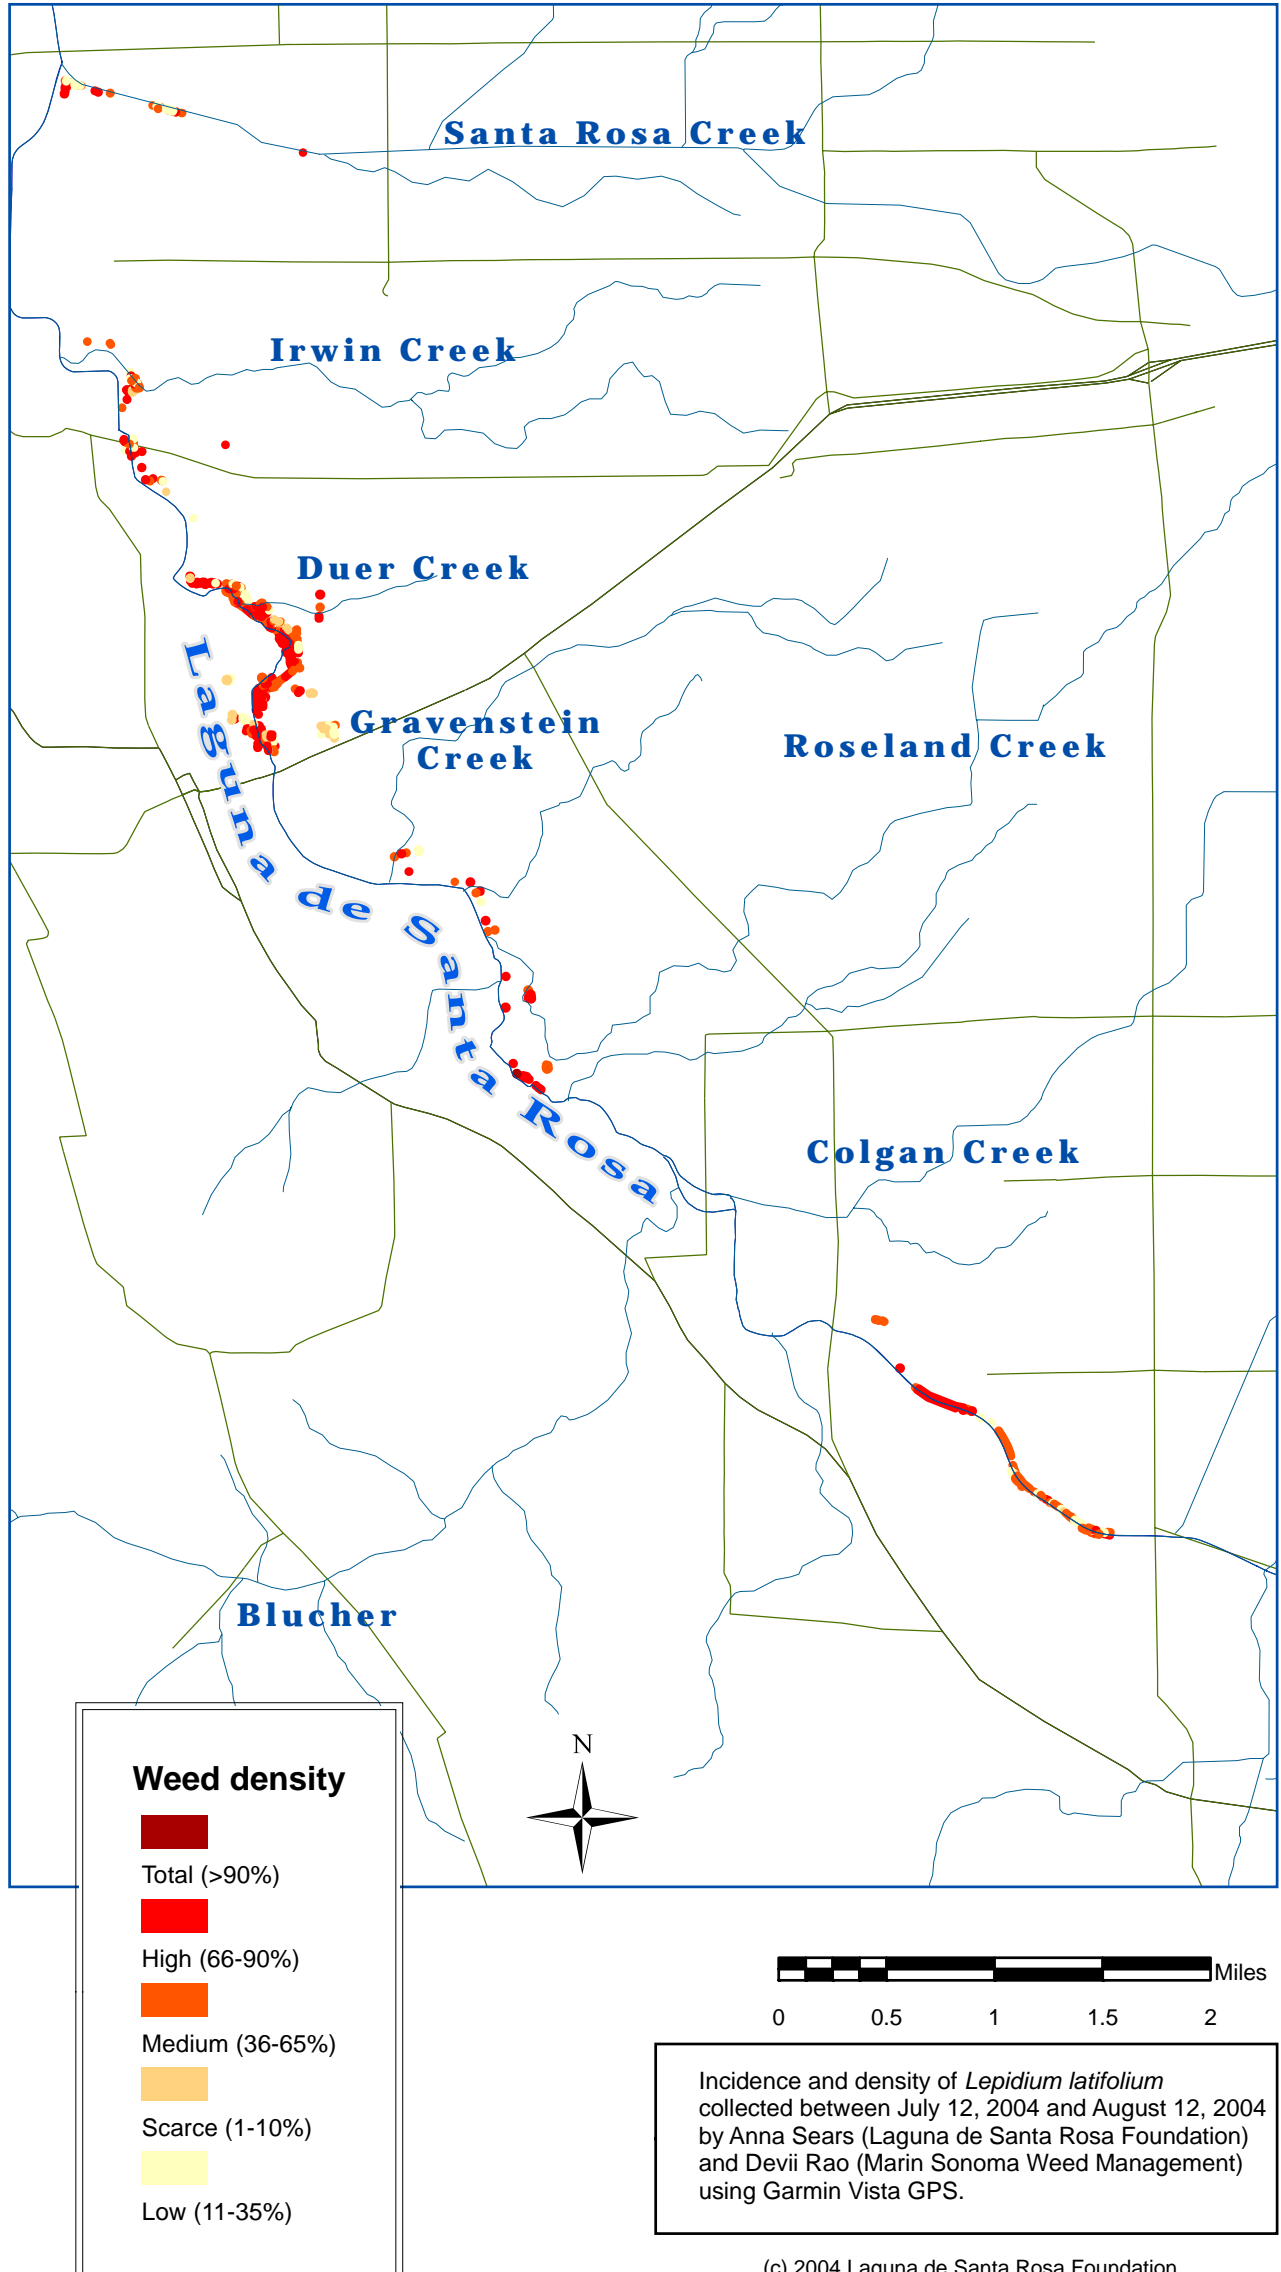 Santa Rosa Creek
Irwin Creek
Duer Creek
Gravenstein
Creek
Roseland Creek
Laguna de Santa Rosa
Colgan Creek
Blucher
N
Weed density
Total (>90%)
High (66-90%)
Medium (36-65%)
Scarce (1-10%)
Low (11-35%)
Miles
0 0.5 1 1.5 2
Incidence and density of Lepidium latifolium
collected between July 12, 2004 and August 12, 2004
by Anna Sears (Laguna de Santa Rosa Foundation)
and Devii Rao (Marin Sonoma Weed Management)
using Garmin Vista GPS.
(c) 2004 Laguna de Santa Rosa Foundation